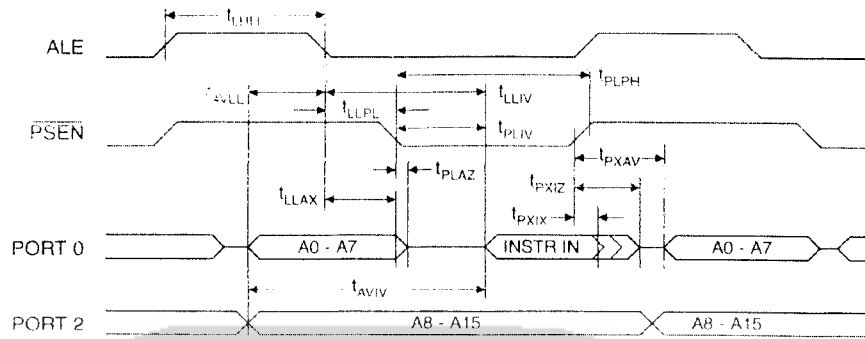 tLHLL
ALE
tPLPH
tAVLL
tLLIV
tLLPL
PSEN
tPLIV
tPXAV
tPLAZ
tPXIZ
tLLAX
tPXIX
PORT 0
A0 - A7
INSTR IN
A0 - A7
tAVIV
PORT 2
A8 - A15
A8 - A15